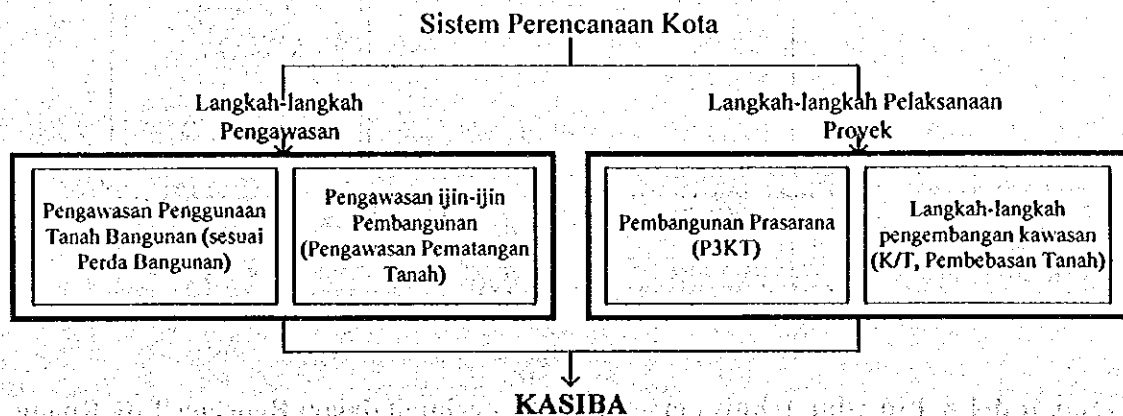 Sistem Perencanaan Kota
Langkah-langkah
Pengawasan
Langkah-langkah Pelaksanaan
Proyek
Pengawasan Penggunaan
Tanah Bangunan (sesuai
Perda Bangunan)
Pengawasan ijin-ijin
Pembangunan
(Pengawasan Pematangan
Tanah)
Pembangunan Prasarana
(P3KT)
Langkah-langkah
pengembangan kawasan
(K/T, Pembebasan Tanah)
KASIBA